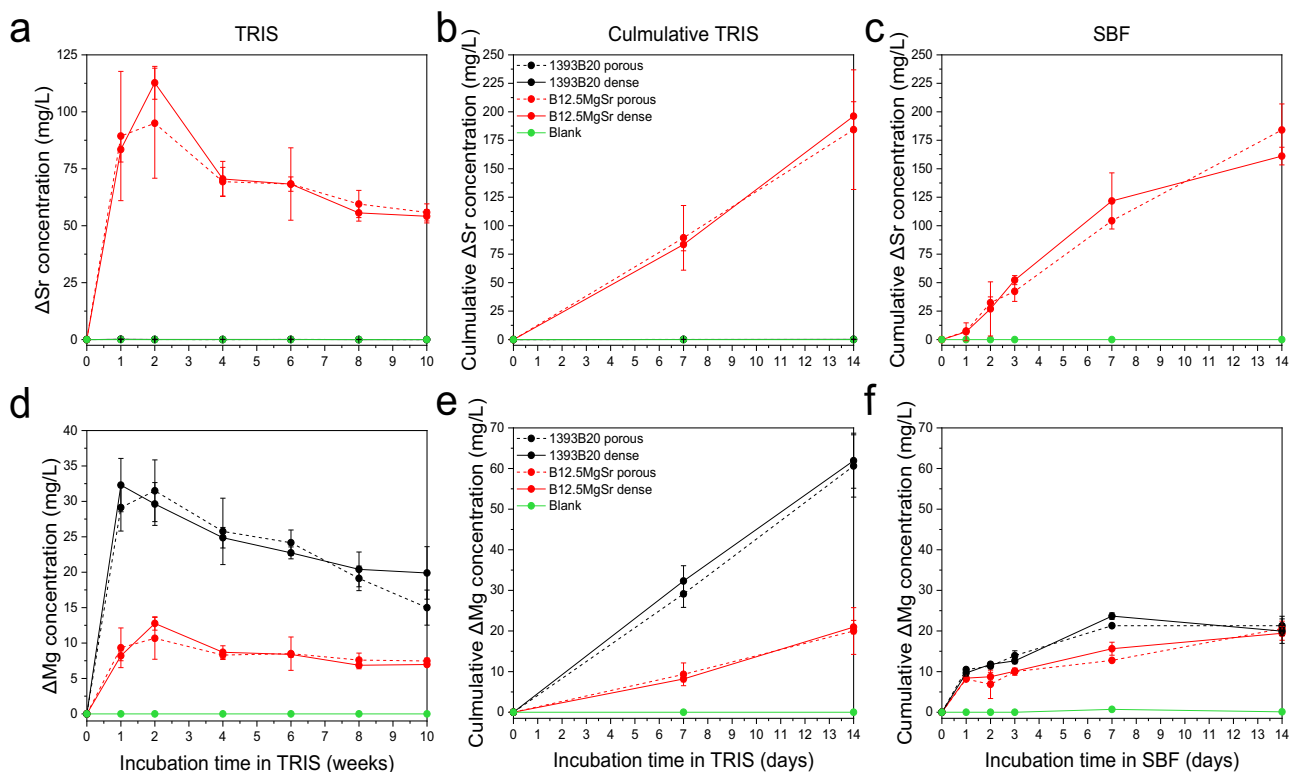 a
TRIS
ΔSr concentration (mg/L)
125
100
75
50
25
0
0 1 2 3 4 5 6 7 8 9 10
b
Culmulative TRIS
Culmulative ΔSr concentration (mg/L)
250
225
200
175
150
125
100
75
50
25
0
1393B20 porous
1393B20 dense
B12.5MgSr porous
B12.5MgSr dense
Blank
0 1 2 3 4 5 6 7 8 9 10 11 12 13 14
c
SBF
Cumulative ΔSr concentration (mg/L)
250
225
200
175
150
125
100
75
50
25
0
0 1 2 3 4 5 6 7 8 9 10 11 12 13 14
d
ΔMg concentration (mg/L)
40
35
30
25
20
15
10
5
0
0 1 2 3 4 5 6 7 8 9 10
Incubation time in TRIS (weeks)
e
Culmulative ΔMg concentration (mg/L)
70
60
50
40
30
20
10
0
1393B20 porous
1393B20 dense
B12.5MgSr porous
B12.5MgSr dense
Blank
0 1 2 3 4 5 6 7 8 9 10 11 12 13 14
Incubation time in TRIS (days)
f
Cumulative ΔMg concentration (mg/L)
70
60
50
40
30
20
10
0
0 1 2 3 4 5 6 7 8 9 10 11 12 13 14
Incubation time in SBF (days)